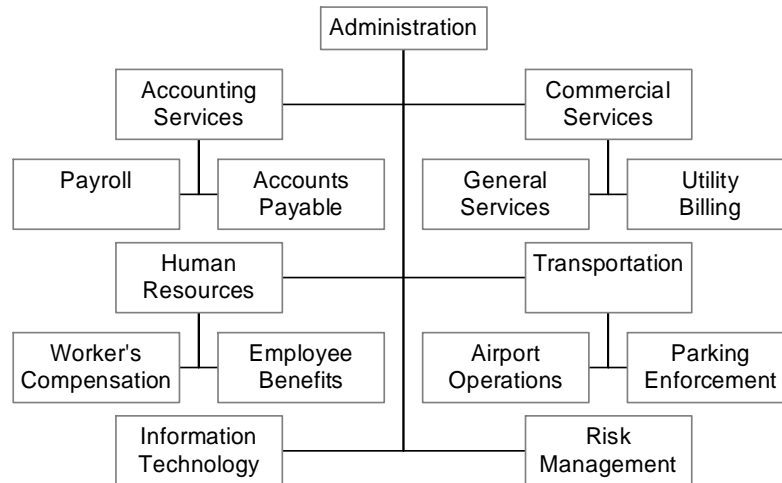 Administration
Accounting
Services
Commercial
Services
Payroll
Accounts
Payable
General
Services
Utility
Billing
Human
Resources
Transportation
Worker's
Compensation
Employee
Benefits
Airport
Operations
Parking
Enforcement
Information
Technology
Risk
Management